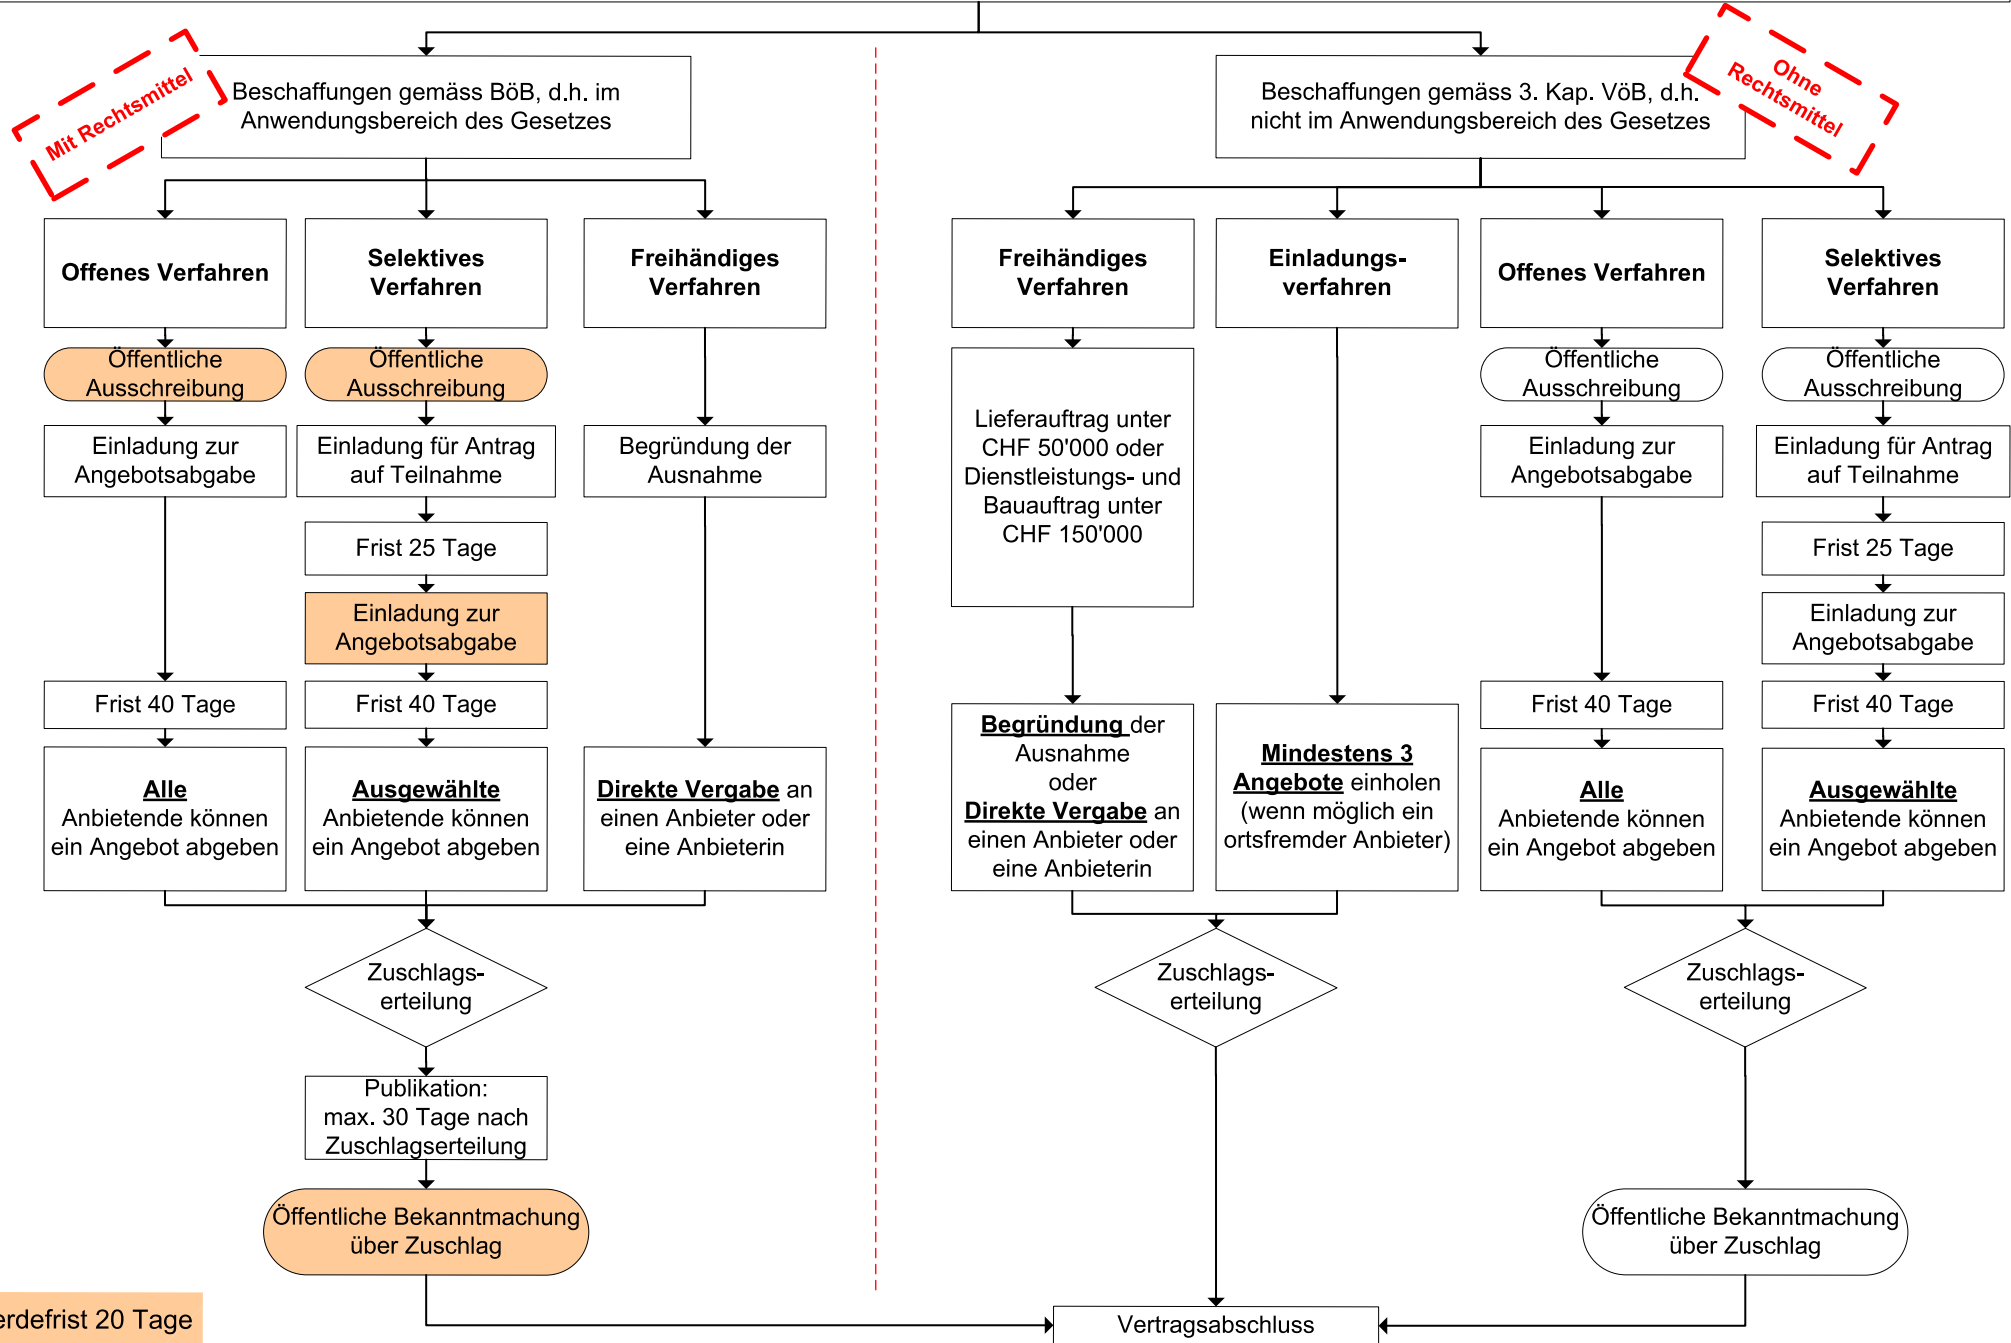 Mit Rechtsmittel
Beschaffungen gemäss BöB, d.h. im
Anwendungsbereich des Gesetzes
Beschaffungen gemäss 3. Kap. VöB, d.h.
nicht im Anwendungsbereich des Gesetzes
Ohne
Rechtsmittel
Offenes Verfahren
Selektives
Verfahren
Freihändiges
Verfahren
Freihändiges
Verfahren
Einladungs-
verfahren
Offenes Verfahren
Selektives
Verfahren
Öffentliche
Ausschreibung
Öffentliche
Ausschreibung
Öffentliche
Ausschreibung
Öffentliche
Ausschreibung
Einladung zur
Angebotsabgabe
Einladung für Antrag
auf Teilnahme
Begründung der
Ausnahme
Lieferauftrag unter
CHF 50'000 oder
Dienstleistungs- und
Bauauftrag unter
CHF 150'000
Einladung zur
Angebotsabgabe
Einladung für Antrag
auf Teilnahme
Frist 25 Tage
Frist 25 Tage
Einladung zur
Angebotsabgabe
Einladung zur
Angebotsabgabe
Frist 40 Tage
Frist 40 Tage
Frist 40 Tage
Frist 40 Tage
Alle
Anbietende können
ein Angebot abgeben
Ausgewählte
Anbietende können
ein Angebot abgeben
Direkte Vergabe an
einen Anbieter oder
eine Anbieterin
Begründung der
Ausnahme
oder
Direkte Vergabe an
einen Anbieter oder
eine Anbieterin
Mindestens 3
Angebote einholen
(wenn möglich ein
ortsfremder Anbieter)
Alle
Anbietende können
ein Angebot abgeben
Ausgewählte
Anbietende können
ein Angebot abgeben
Zuschlags-
erteilung
Zuschlags-
erteilung
Zuschlags-
erteilung
Publikation:
max. 30 Tage nach
Zuschlagserteilung
Öffentliche Bekanntmachung
über Zuschlag
Öffentliche Bekanntmachung
über Zuschlag
erdefrist 20 Tage
Vertragsabschluss